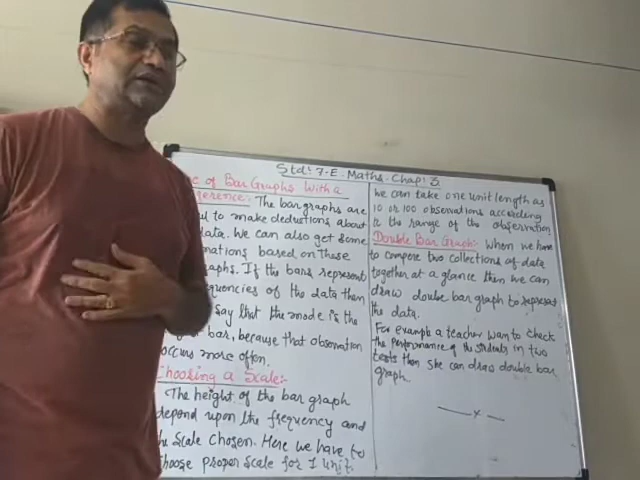 Std: 7.E. Maths. Chap: 3.
e of Bar Graphs With a
erence: The bar graphs are
ul to make deductions about
data. We can also get some
mations based on these
aphs. If the bars represent
quencies of the data then
say that the mode is the
bar, because that observation
occurs more often.
Choosing a Scale:-
The height of the bar graph
depend upon the frequency and
he Scale Chosen. Here we have to
hoose proper scale for 1 unit.
we can take one unit length as
10 or 100 observations according
to the range of the observation
Double Bar Graph: When we have
to compere two collections of data
together at a glance then we can
draw double bar graph to represent
the data.
For example a teacher want to check
the performance of the students in two
tests then she can draw double bar
graph.